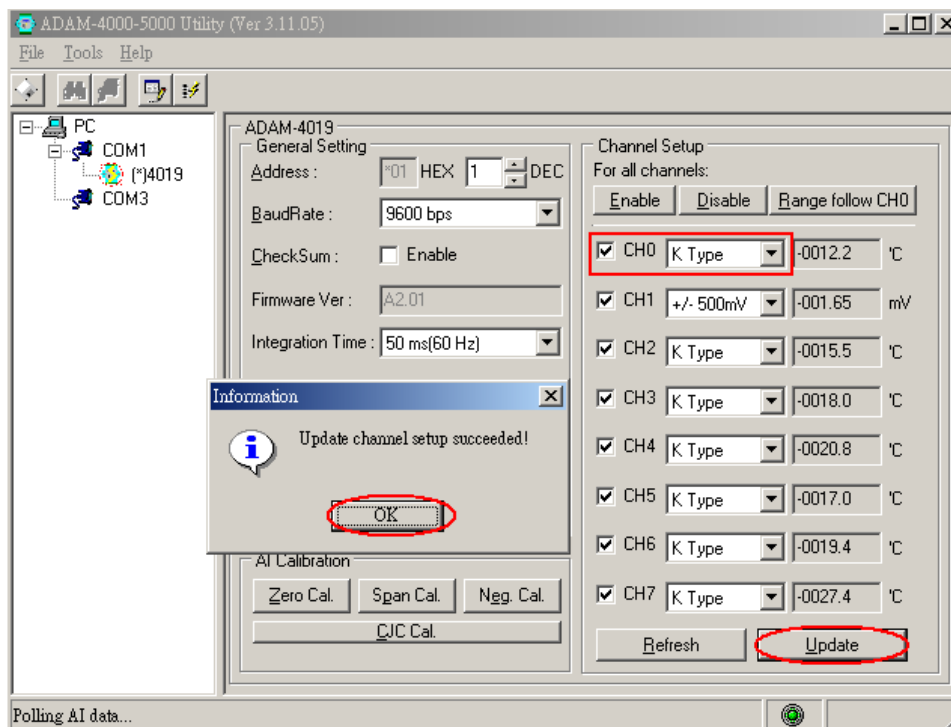 ADAM-4000-5000 Utility (Ver 3.11.05)
File Tools Help
PC
COM1
(*)4019
COM3
ADAM-4019
General Setting
Address : *01 HEX 1 DEC
BaudRate : 9600 bps
CheckSum : Enable
Firmware Ver : A2.01
Integration Time : 50 ms(60 Hz)
Information
Update channel setup succeeded!
OK
AI Calibration
Zero Cal. Span Cal. Neg. Cal.
CJC Cal.
Channel Setup
For all channels:
Enable Disable Range follow CH0
CH0 K Type -0012.2 'C
CH1 +/- 500mV -001.65 mV
CH2 K Type -0015.5 'C
CH3 K Type -0018.0 'C
CH4 K Type -0020.8 'C
CH5 K Type -0017.0 'C
CH6 K Type -0019.4 'C
CH7 K Type -0027.4 'C
Refresh Update
Polling AI data...